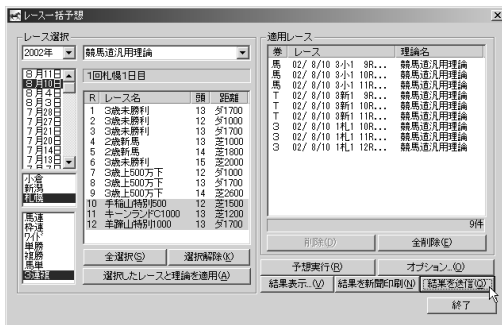 レース一括予想
レース選択
2002年
競馬道汎用理論
8月11日
8月10日
8月4日
8月3日
7月28日
7月27日
7月21日
7月20日
7月14日
7月13日
小倉
新潟
札幌
馬連
枠連
ワイド
単勝
複勝
馬単
3連複
1回札幌1日目
R レース名 頭 距離
1 3歳未勝利 13 ダ1700
2 3歳未勝利 12 ダ1000
3 3歳未勝利 13 ダ1700
4 2歳新馬 13 芝1000
5 2歳新馬 14 芝1800
6 3歳未勝利 15 芝2000
7 3歳上500万下 12 ダ1000
8 3歳上500万下 13 ダ1700
9 3歳上500万下 14 芝2600
10 手稲山特別500 12 芝1500
11 キーンランドC1000 13 芝1200
12 羊蹄山特別1000 13 ダ1700
全選択(S)
選択解除(K)
選択したレースと理論を適用(A)
適用レース
券 レース 理論名
馬 02/ 8/10 3小1 9R... 競馬道汎用理論
馬 02/ 8/10 3小1 10R... 競馬道汎用理論
馬 02/ 8/10 3小1 11R... 競馬道汎用理論
T 02/ 8/10 3新1 9R... 競馬道汎用理論
T 02/ 8/10 3新1 10R... 競馬道汎用理論
T 02/ 8/10 3新1 11R... 競馬道汎用理論
3 02/ 8/10 1札1 10R... 競馬道汎用理論
3 02/ 8/10 1札1 11R... 競馬道汎用理論
3 02/ 8/10 1札1 12R... 競馬道汎用理論
9件
削除(D)
全削除(E)
予想実行(R)
オプション..(O)
結果表示..(V)
結果を新聞印刷(N)
結果を送信(Q)
終了